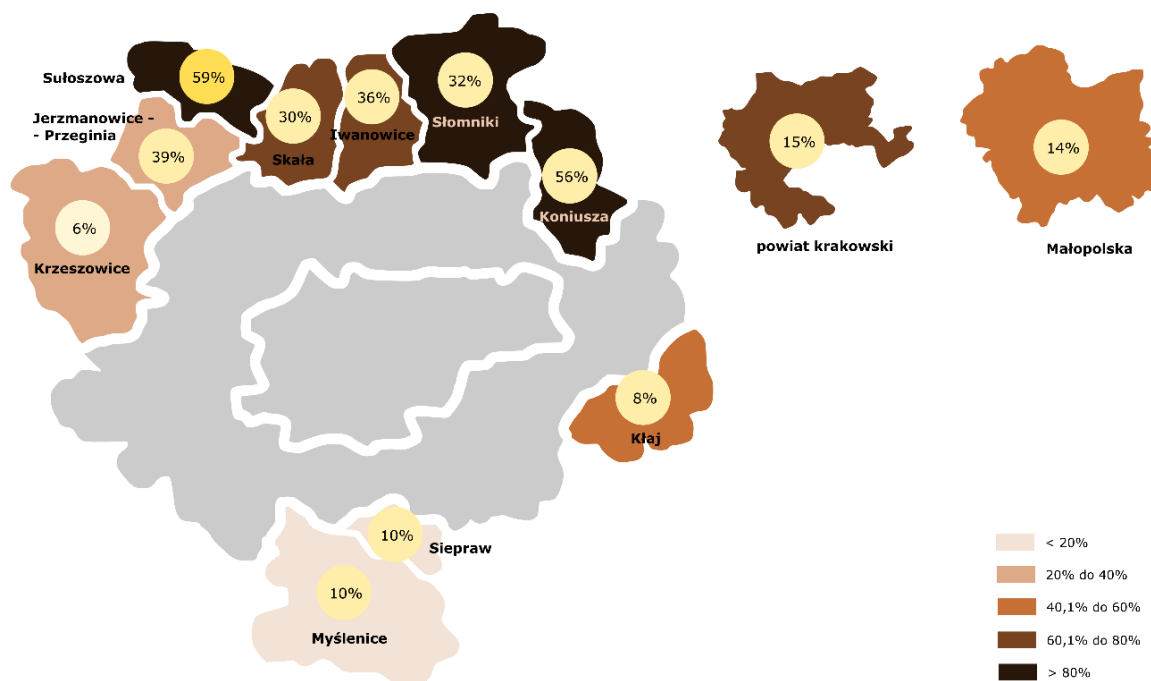 Sułoszowa
59%
Jerzmanowice -
- Przeginia
39%
30%
Skała
36%
Iwanowice
32%
Słomniki
56%
Koniusza
6%
Krzeszowice
15%
powiat krakowski
14%
Małopolska
8%
Kłaj
10%
Siepraw
10%
Myślenice
< 20%
20% do 40%
40,1% do 60%
60,1% do 80%
> 80%